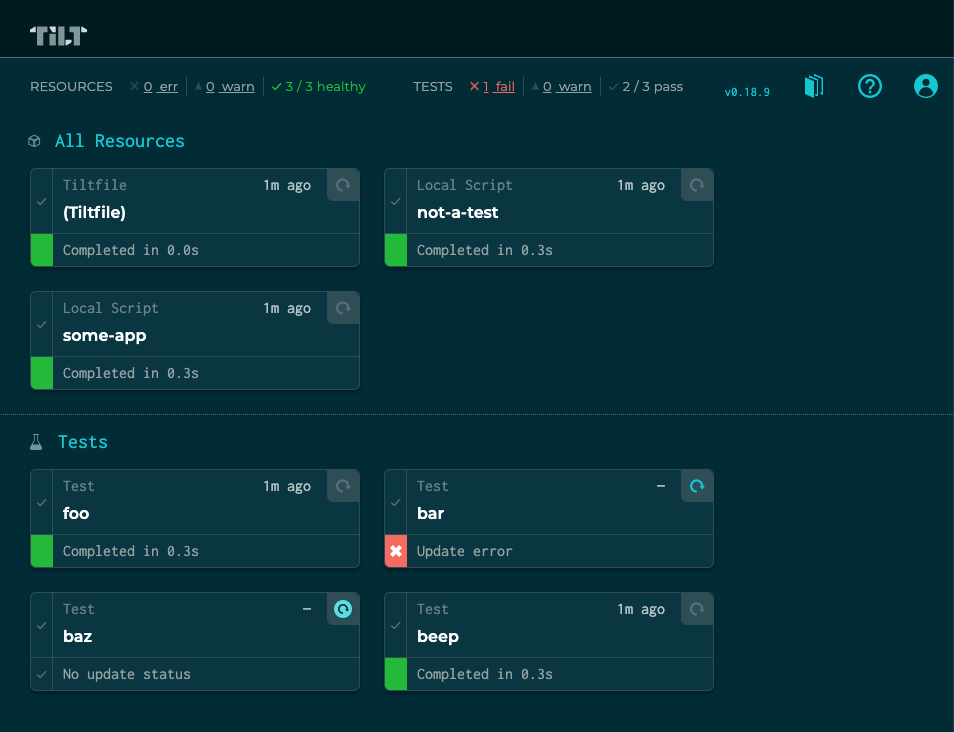 TILT
RESOURCES 0 err 0 warn 3 / 3 healthy TESTS 1 fail 0 warn 2 / 3 pass v0.18.9
All Resources
Tiltfile 1m ago
(Tiltfile)
Completed in 0.0s
Local Script 1m ago
not-a-test
Completed in 0.3s
Local Script 1m ago
some-app
Completed in 0.3s
Tests
Test 1m ago
foo
Completed in 0.3s
Test —
bar
Update error
Test —
baz
No update status
Test 1m ago
beep
Completed in 0.3s